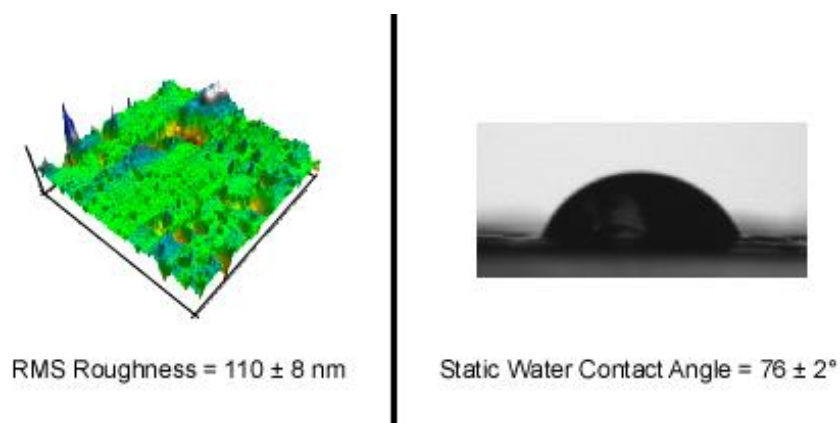 RMS Roughness = 110 ± 8 nm
Static Water Contact Angle = 76 ± 2°